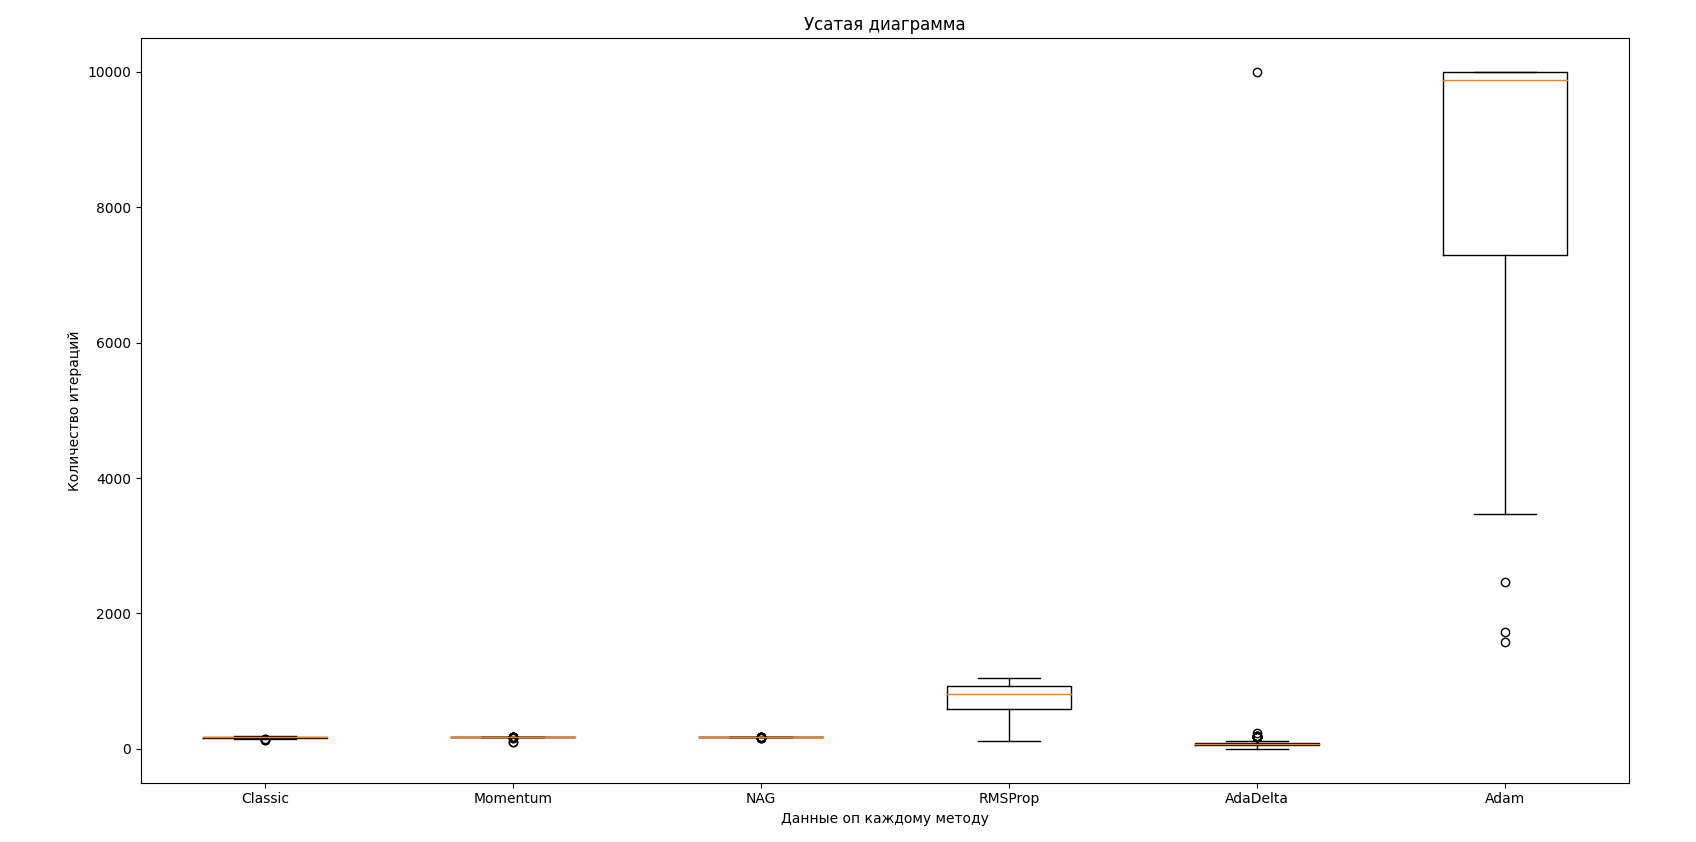 Усатая диаграмма
Количество итераций
10000
8000
6000
4000
2000
0
Classic
Momentum
NAG
RMSProp
AdaDelta
Adam
Данные оп каждому методу